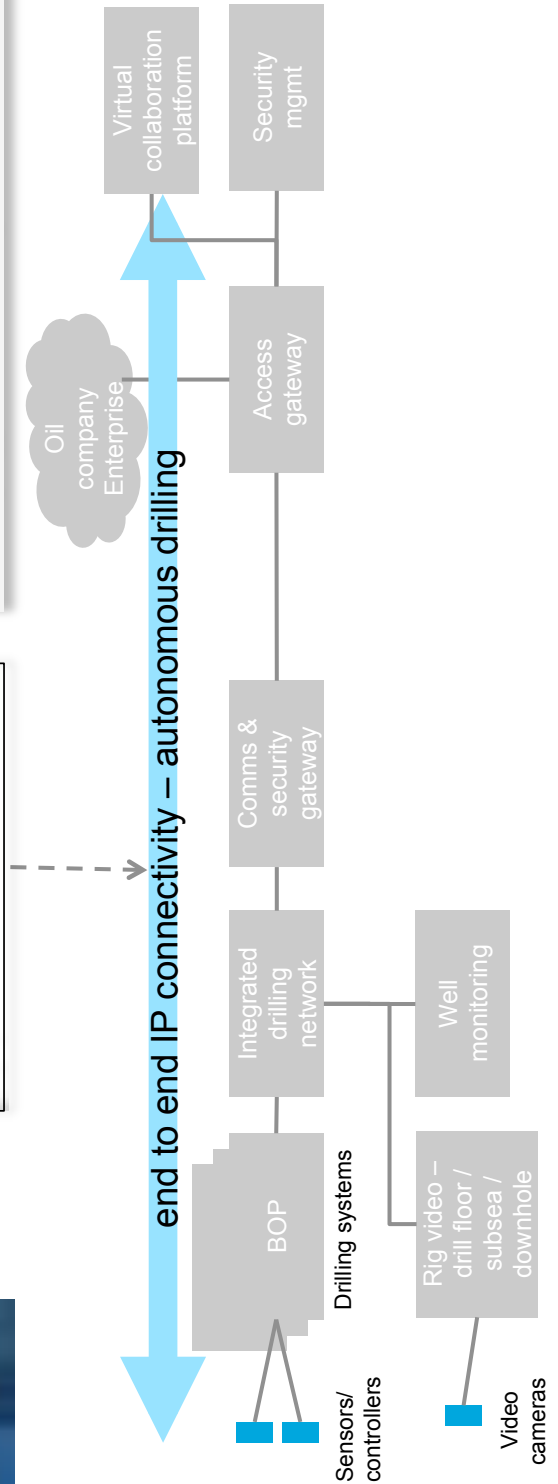 Oil
company
Enterprise
Virtual
collaboration
platform
end to end IP connectivity – autonomous drilling
BOP
Integrated
drilling
network
Comms &
security
gateway
Access
gateway
Security
mgmt
Sensors/
controllers
Drilling systems
Rig video –
drill floor /
subsea /
downhole
Well
monitoring
Video
cameras